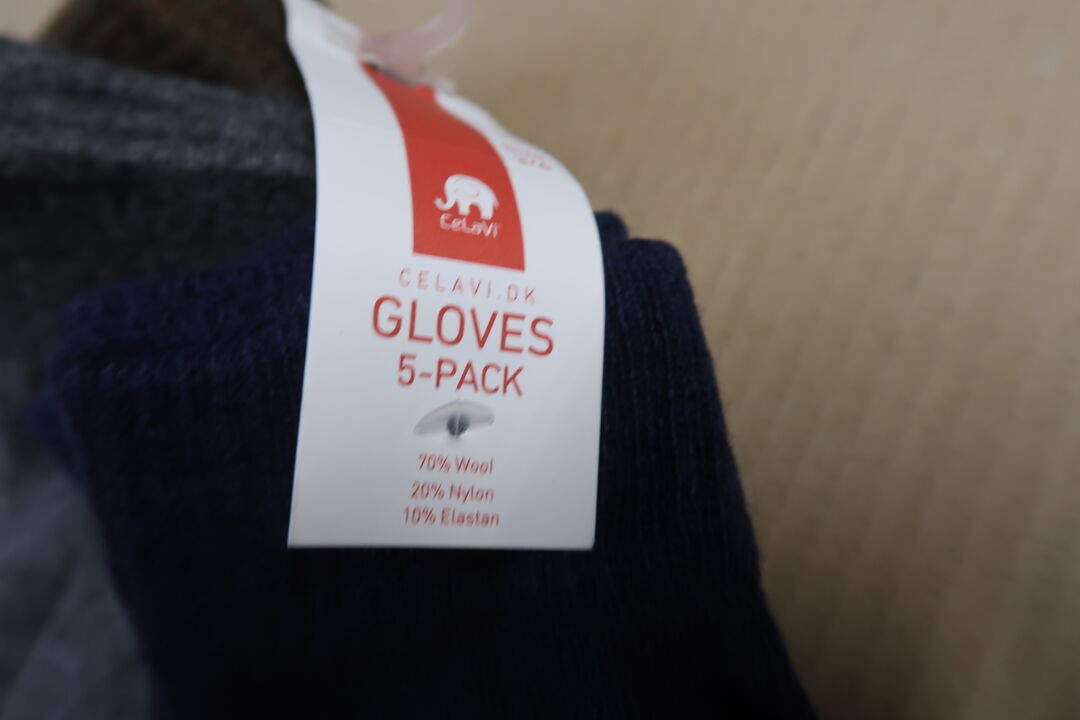 CeLaVi
CELAVI.DK
GLOVES
5-PACK
70% Wool
20% Nylon
10% Elastan